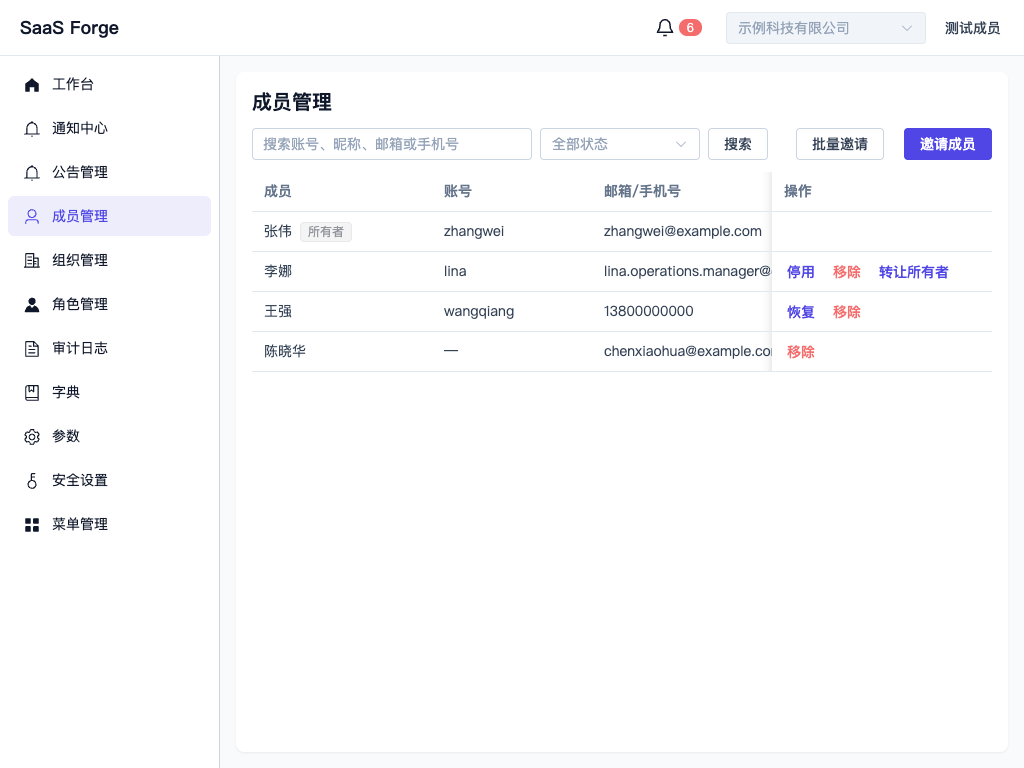 SaaS Forge
6
示例科技有限公司
测试成员
工作台
通知中心
公告管理
成员管理
组织管理
角色管理
审计日志
字典
参数
安全设置
菜单管理
成员管理
搜索账号、昵称、邮箱或手机号
全部状态
搜索
批量邀请
邀请成员
成员 账号 邮箱/手机号 操作
张伟 所有者 zhangwei zhangwei@example.com
李娜 lina lina.operations.manager@ 停用 移除 转让所有者
王强 wangqiang 13800000000 恢复 移除
陈晓华 — chenxiaohua@example.co 移除